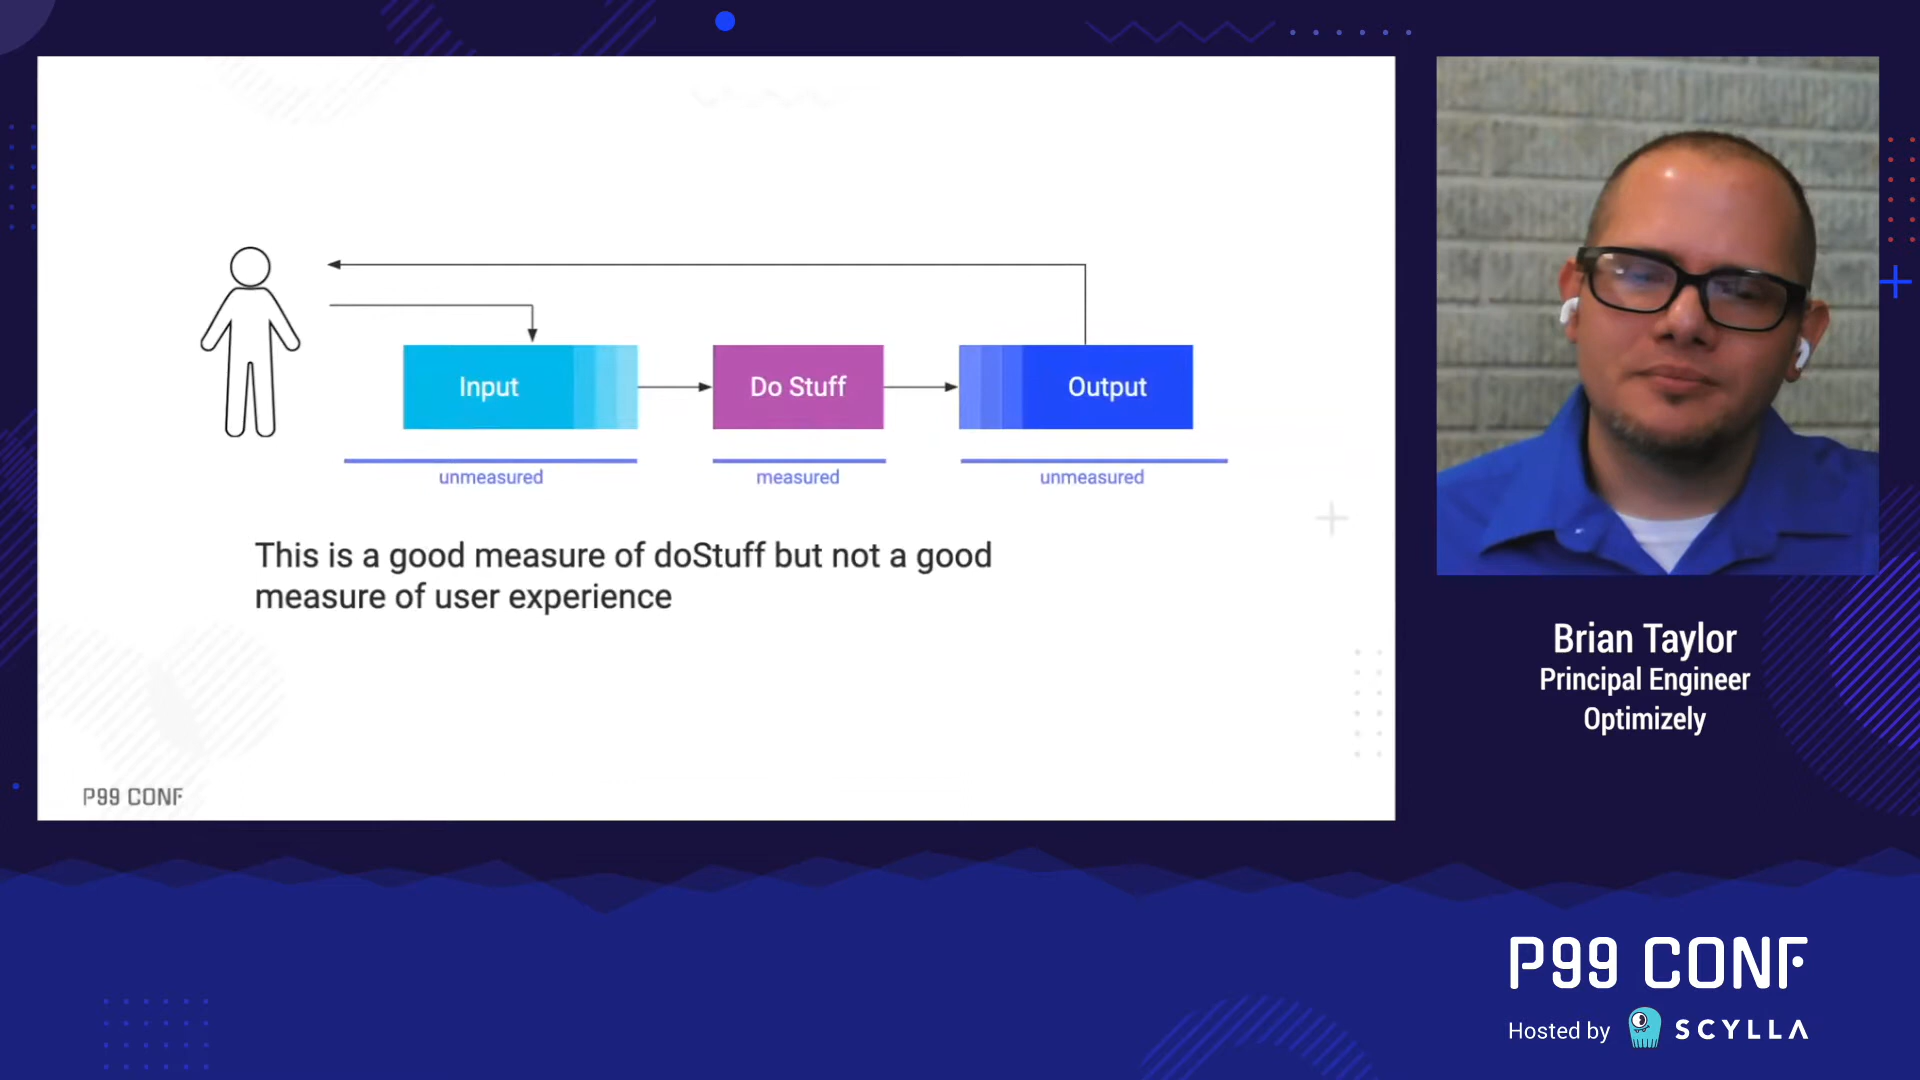 Input
Do Stuff
Output
unmeasured
measured
unmeasured
This is a good measure of doStuff but not a good
measure of user experience
P99 CONF
Brian Taylor
Principal Engineer
Optimizely
P99 CONF
Hosted by SCYLLA